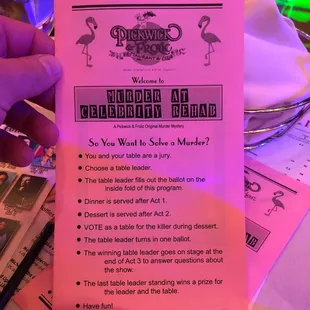 PICKWICK
& FROLIC
RESTAURANT & CLUB
Welcome to
MURDER AT
CELEBRITY REHAB
A Pickwick & Frolic Original Murder Mystery
So You Want to Solve a Murder?
• You and your table are a jury.
• Choose a table leader.
• The table leader fills out the ballot on the
inside fold of this program.
• Dinner is served after Act 1.
• Dessert is served after Act 2.
• VOTE as a table for the killer during dessert.
• The table leader turns in one ballot.
• The winning table leader goes on stage at the
end of Act 3 to answer questions about
the show.
• The last table leader standing wins a prize for
the leader and the table.
• Have fun!
REHAB